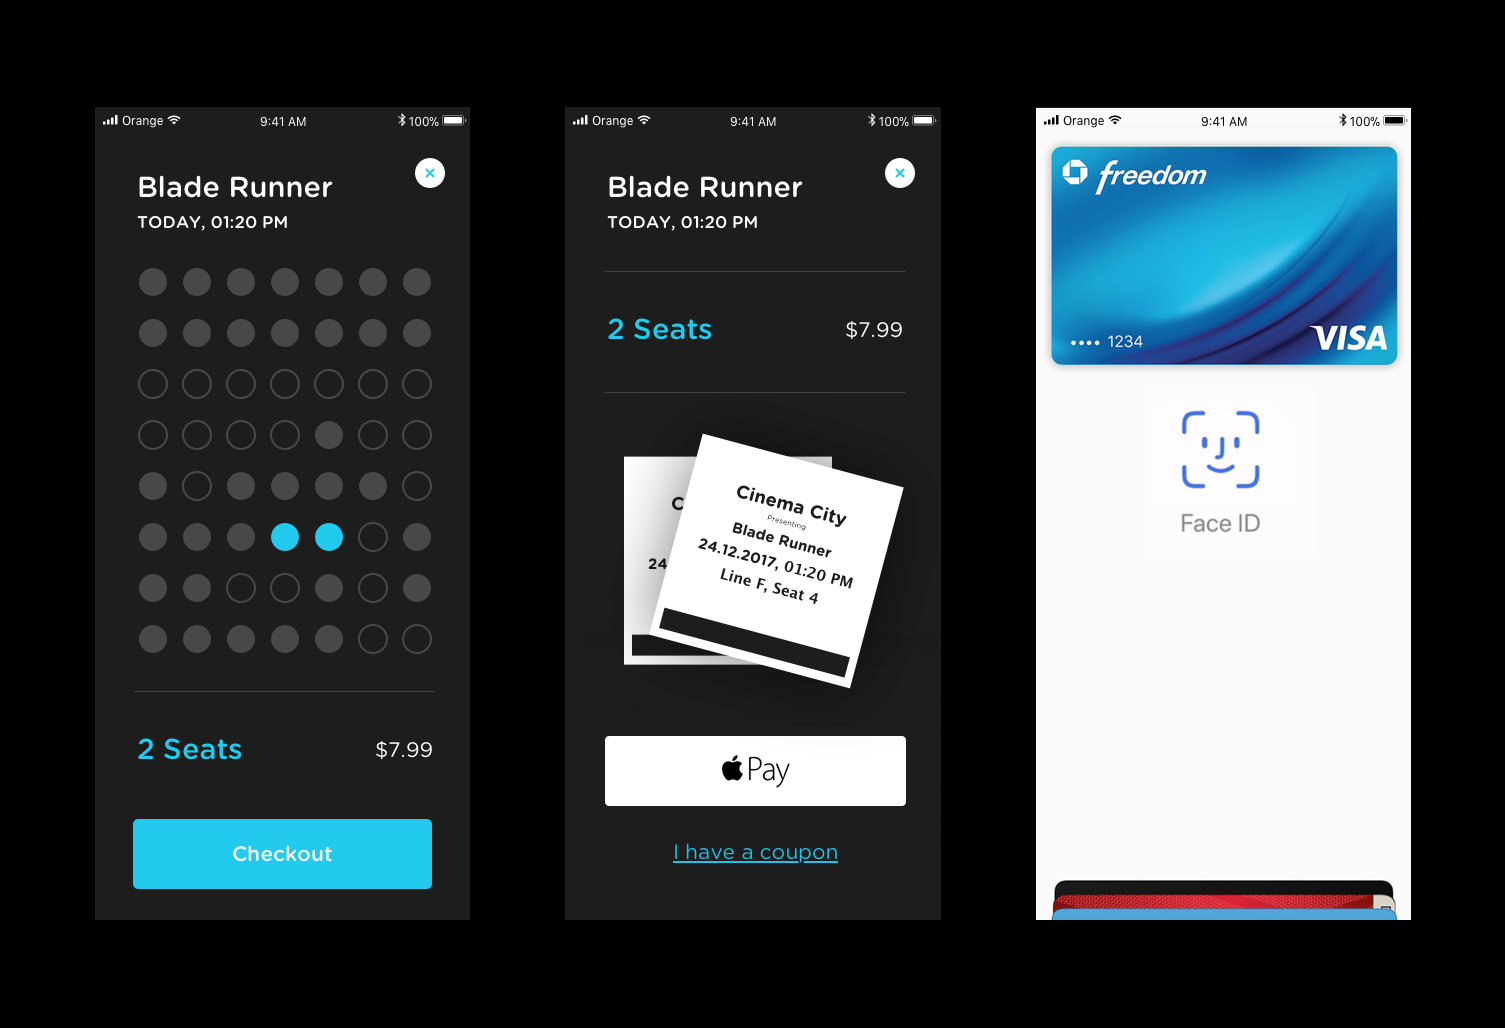 Orange 9:41 AM 100%
Blade Runner
TODAY, 01:20 PM
2 Seats $7.99
Checkout
Orange 9:41 AM 100%
Blade Runner
TODAY, 01:20 PM
2 Seats $7.99
C
24
Cinema City
Presenting
Blade Runner
24.12.2017, 01:20 PM
Line F, Seat 4
Pay
I have a coupon
Orange 9:41 AM 100%
freedom
•••• 1234 VISA
Face ID